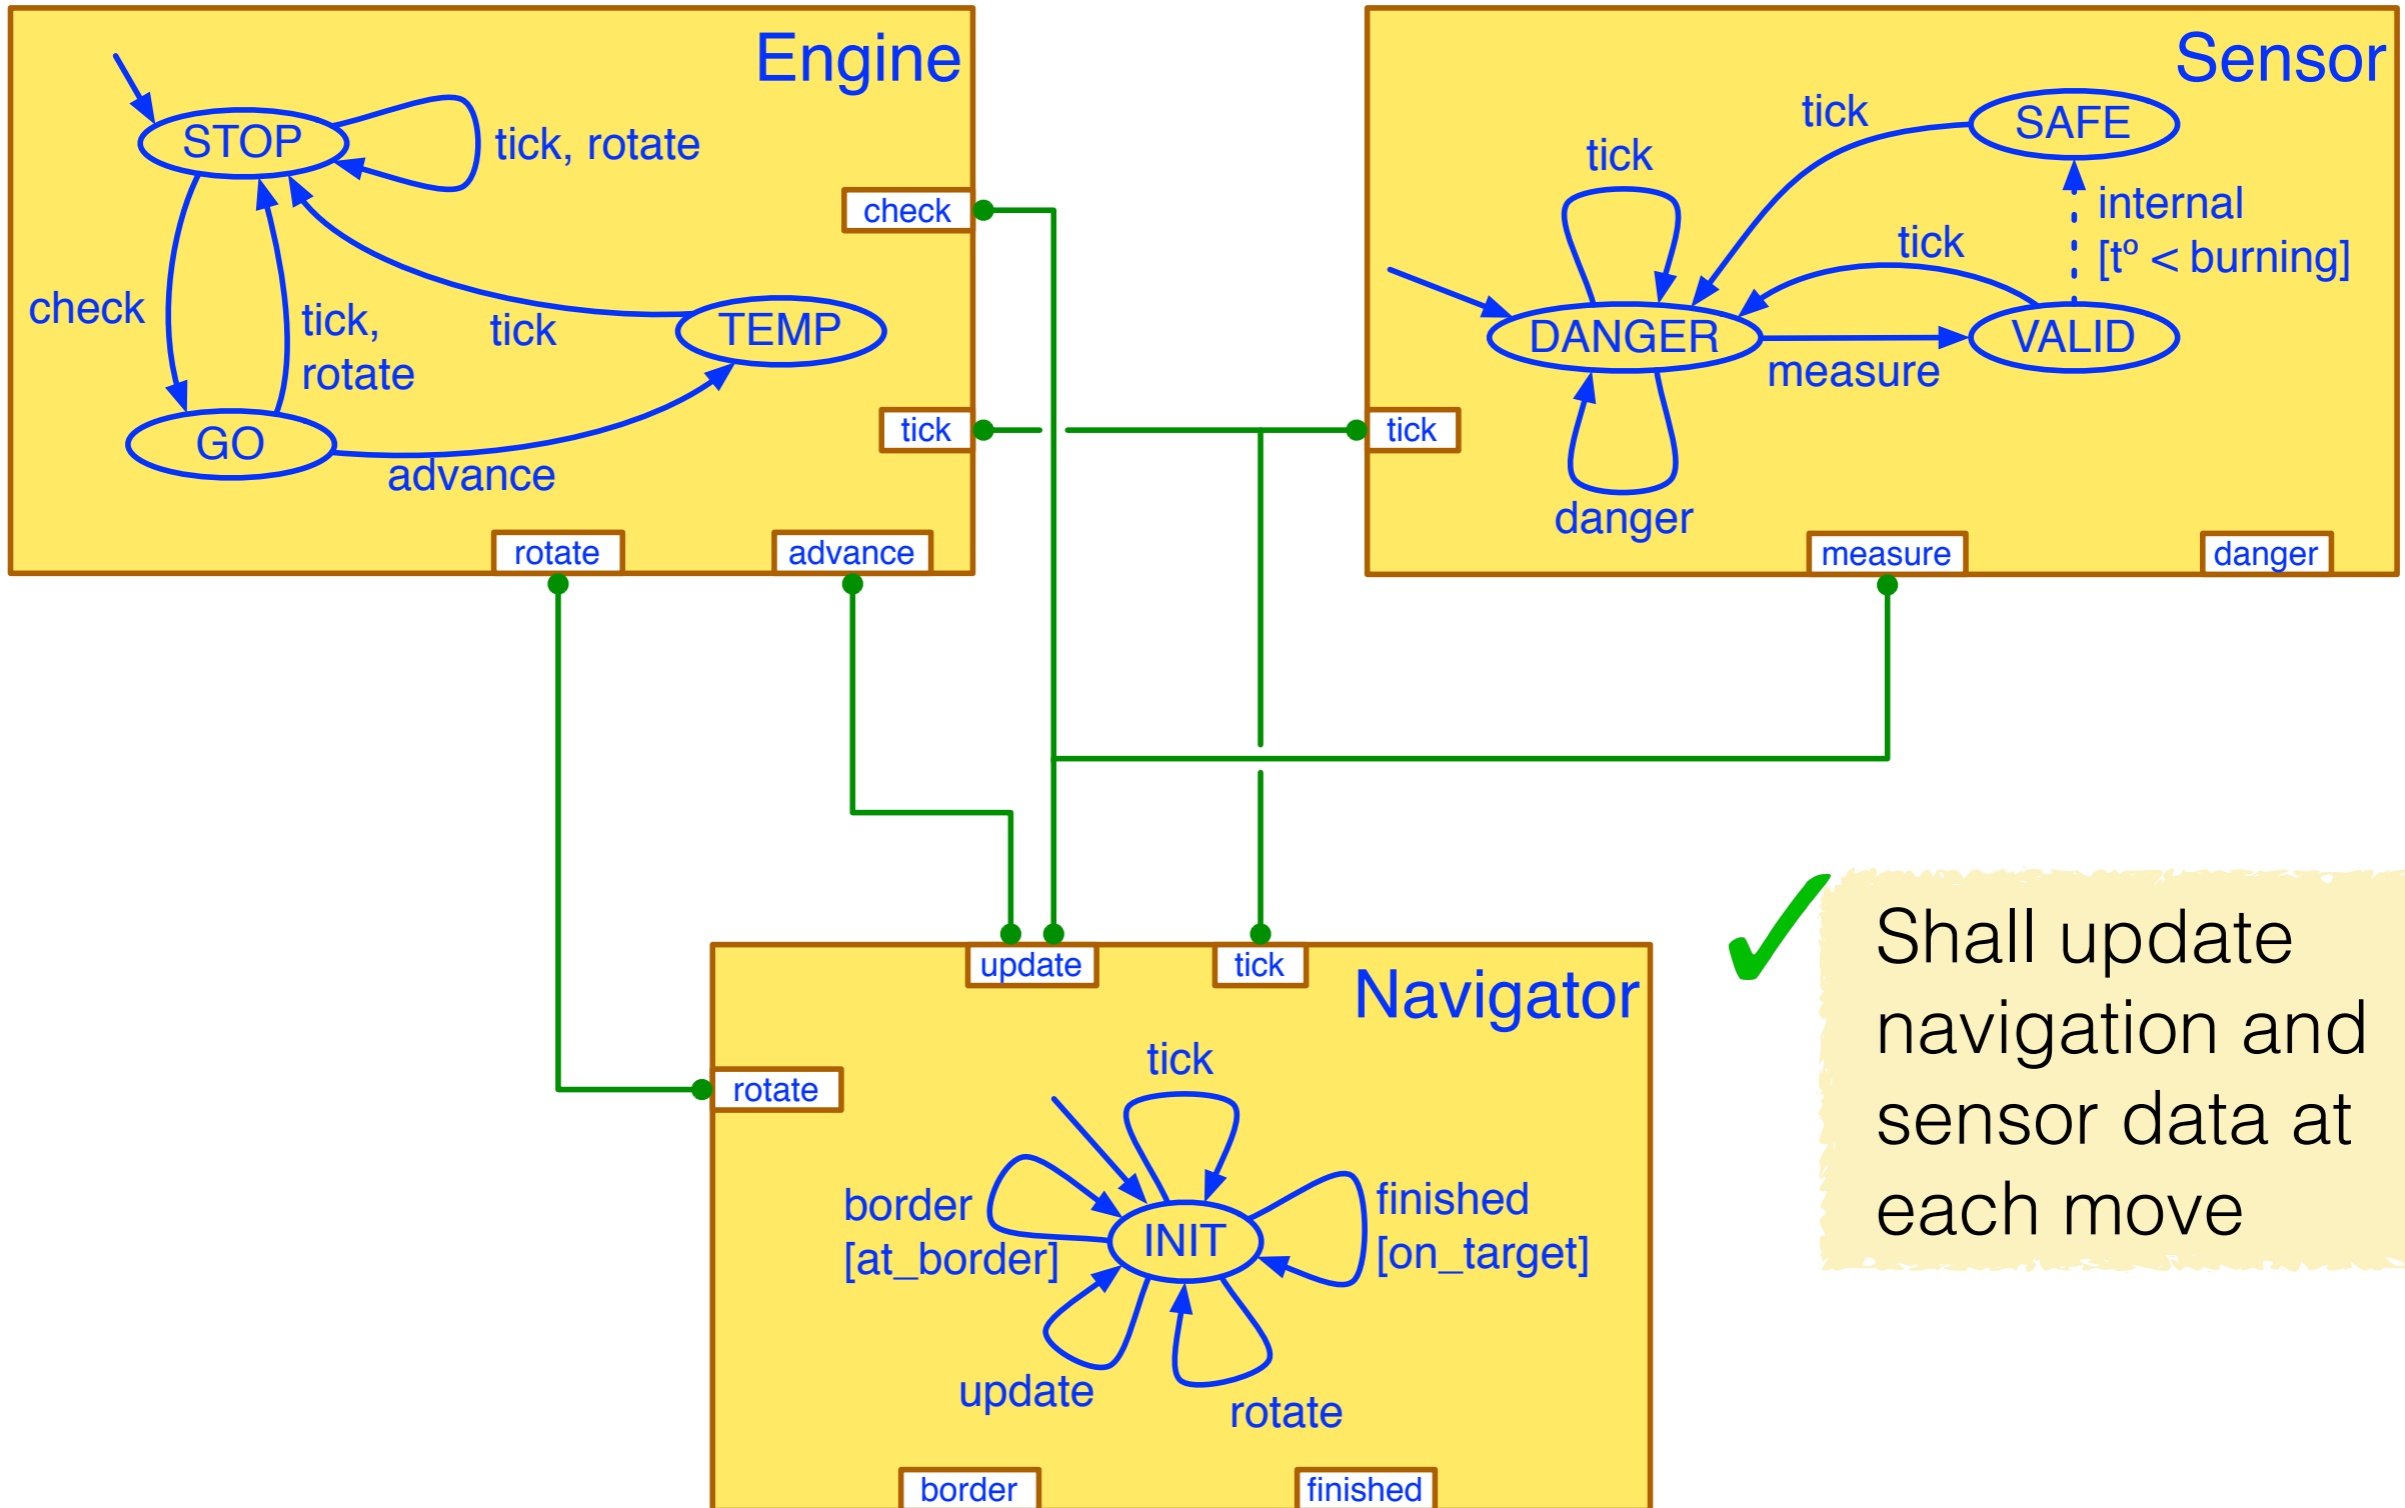 Engine
STOP
tick, rotate
check
check
tick,
rotate
tick
TEMP
GO
advance
tick
rotate
advance
Sensor
tick
SAFE
tick
internal
[tº < burning]
tick
DANGER
VALID
measure
tick
danger
measure
danger
update
tick
Navigator
rotate
tick
border
[at_border]
INIT
finished
[on_target]
update
rotate
border
finished
✓
Shall update
navigation and
sensor data at
each move